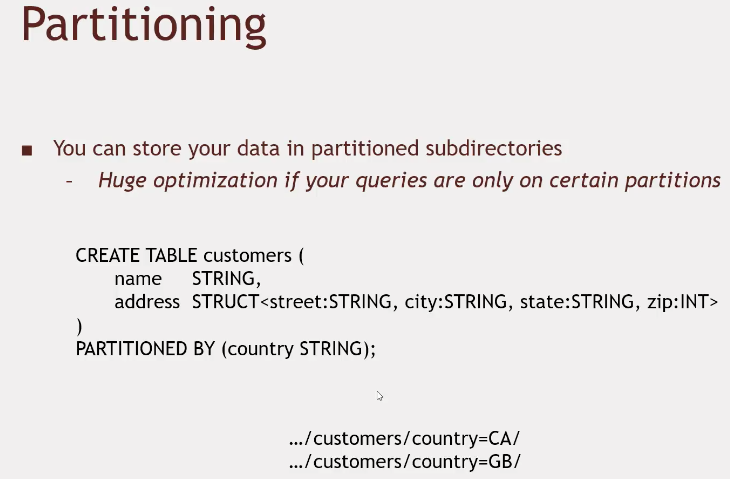 Partitioning
■ You can store your data in partitioned subdirectories
- Huge optimization if your queries are only on certain partitions
CREATE TABLE customers (
name STRING,
address STRUCT<street:STRING, city:STRING, state:STRING, zip:INT>
)
PARTITIONED BY (country STRING);
…/customers/country=CA/
…/customers/country=GB/